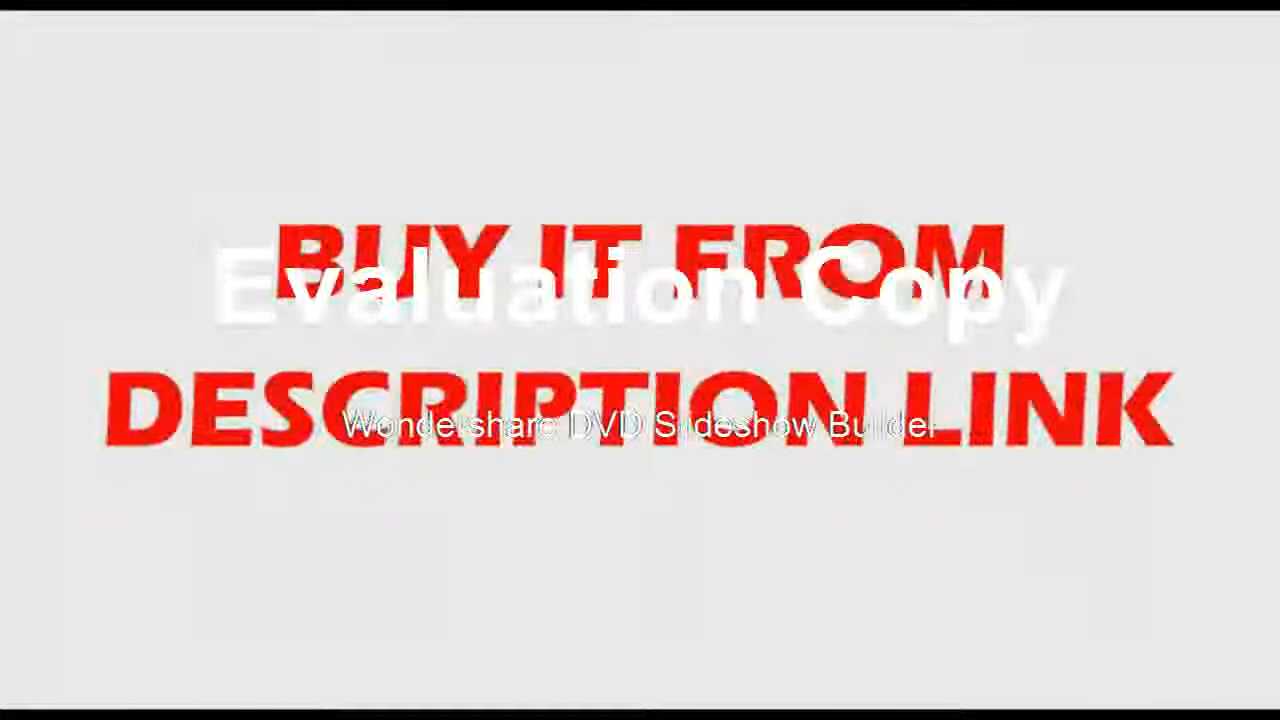 BUY IT FROM
Evaluation Copy
DESCRIPTION LINK
Wondershare DVD Slideshow Builder